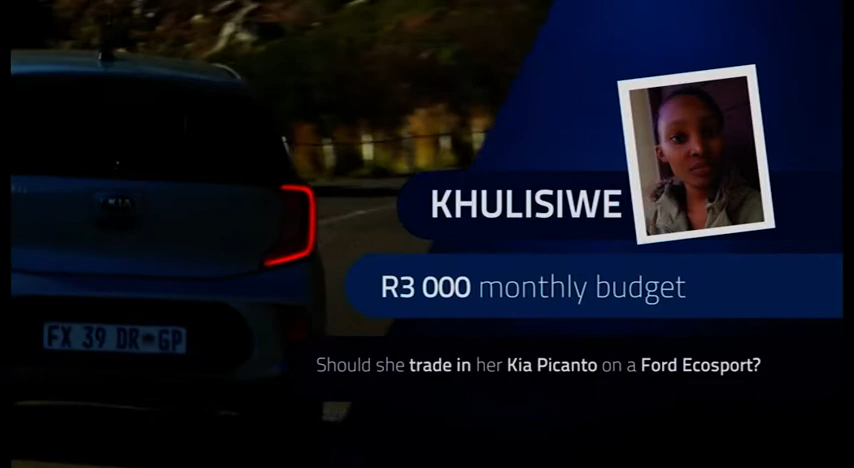 KHULISIWE
R3 000 monthly budget
Should she trade in her Kia Picanto on a Ford Ecosport?
KIA
FX 39 DR GP